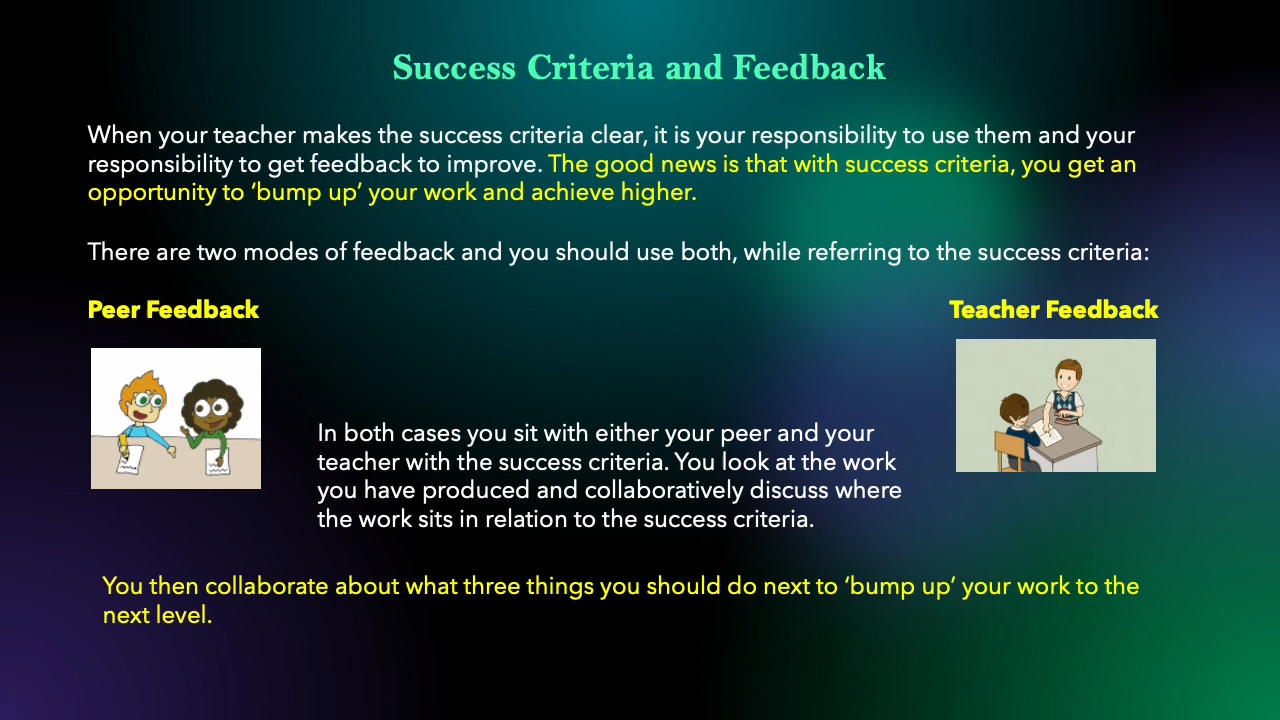 Success Criteria and Feedback
When your teacher makes the success criteria clear, it is your responsibility to use them and your
responsibility to get feedback to improve. The good news is that with success criteria, you get an
opportunity to ‘bump up’ your work and achieve higher.
There are two modes of feedback and you should use both, while referring to the success criteria:
Peer Feedback
Teacher Feedback
In both cases you sit with either your peer and your
teacher with the success criteria. You look at the work
you have produced and collaboratively discuss where
the work sits in relation to the success criteria.
You then collaborate about what three things you should do next to ‘bump up’ your work to the
next level.